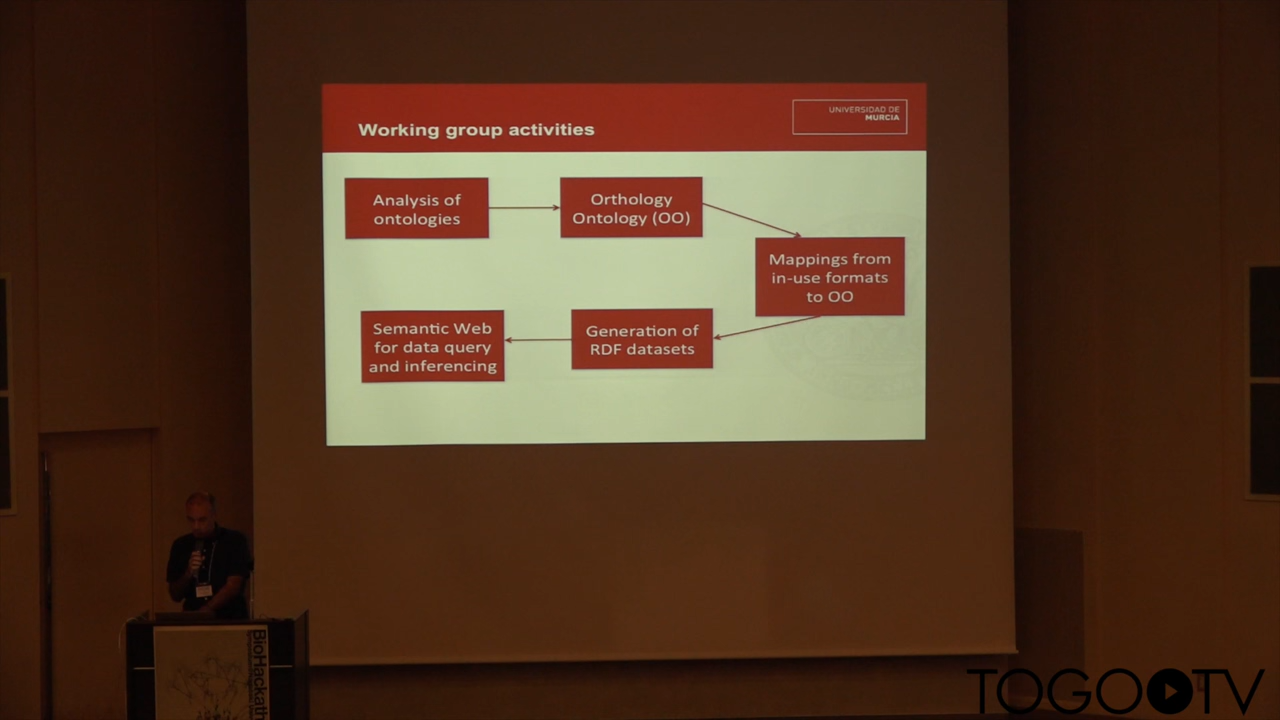 Working group activities
UNIVERSIDAD DE
MURCIA
Analysis of
ontologies
Orthology
Ontology (OO)
Mappings from
in-use formats
to OO
Semantic Web
for data query
and inferencing
Generation of
RDF datasets
BioHackath
TOGOTV